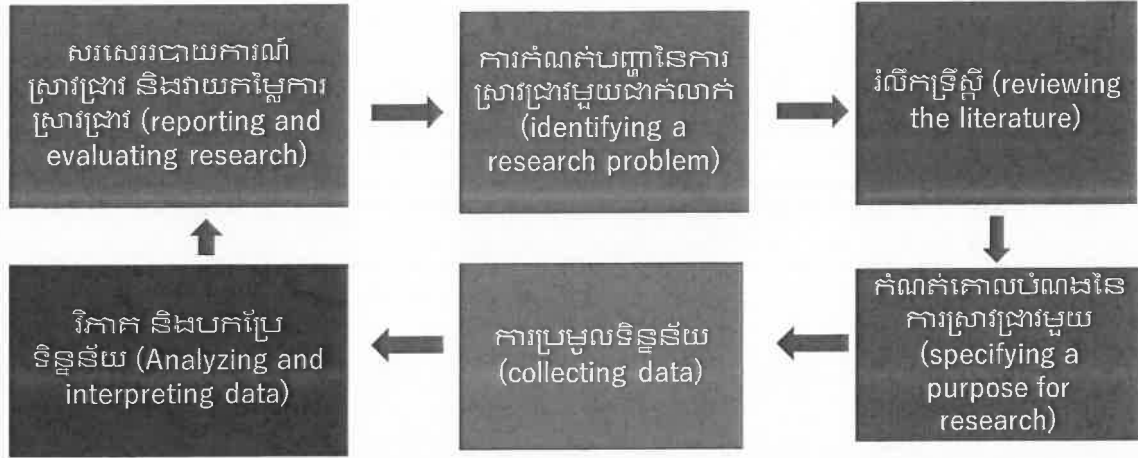 សរសេររបាយការណ៍
ស្រាវជ្រាវ និងវាយតម្លៃការ
ស្រាវជ្រាវ (reporting and
evaluating research)
ការកំណត់បញ្ហានៃការ
ស្រាវជ្រាវមួយជាក់លាក់
(identifying a
research problem)
រំលឹកទ្រឹស្តី (reviewing
the literature)
វិភាគ និងបកប្រែ
ទិន្នន័យ (Analyzing and
interpreting data)
ការប្រមូលទិន្នន័យ
(collecting data)
កំណត់គោលបំណងនៃ
ការស្រាវជ្រាវមួយ
(specifying a
purpose for
research)